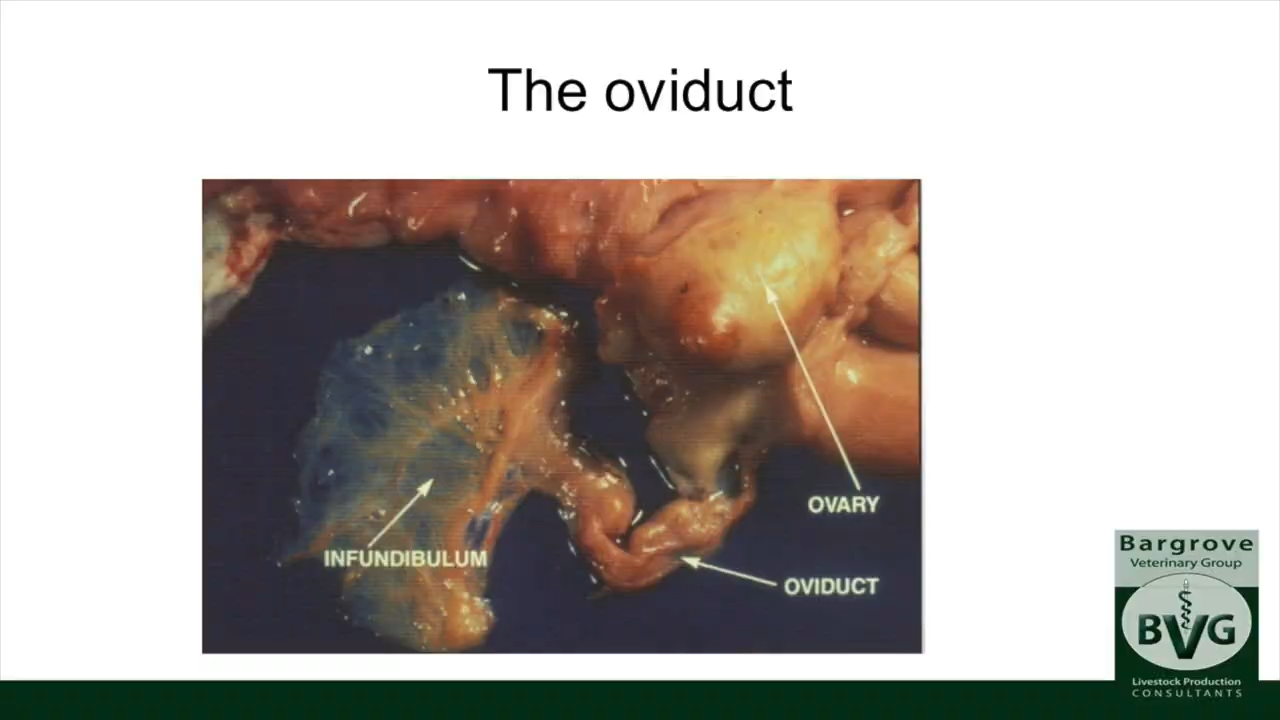 The oviduct
OVARY
INFUNDIBULUM
OVIDUCT
Bargrove
Veterinary Group
BVG
Livestock Production
CONSULTANTS